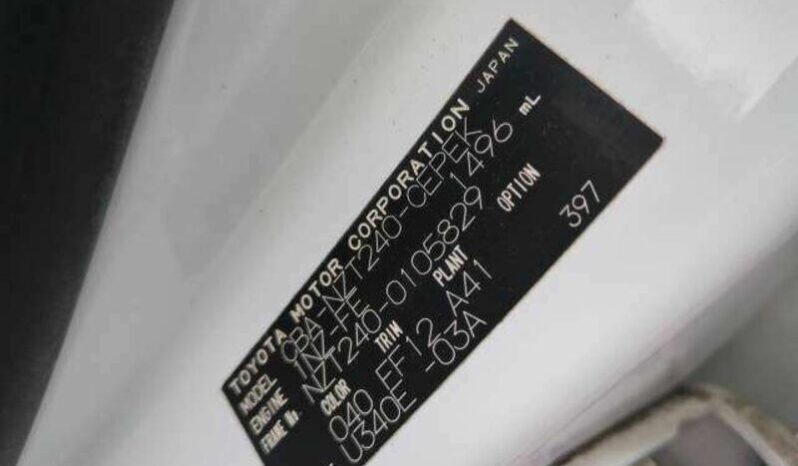 TOYOTA MOTOR CORPORATION JAPAN
MODEL CBA-NZT240-CEPEK
ENGINE 1NZ-FE 1496 mL
FRAME No. NZT240-0105829
COLOR TRIM PLANT OPTION
040 FF12 A41 397
U340E -03A